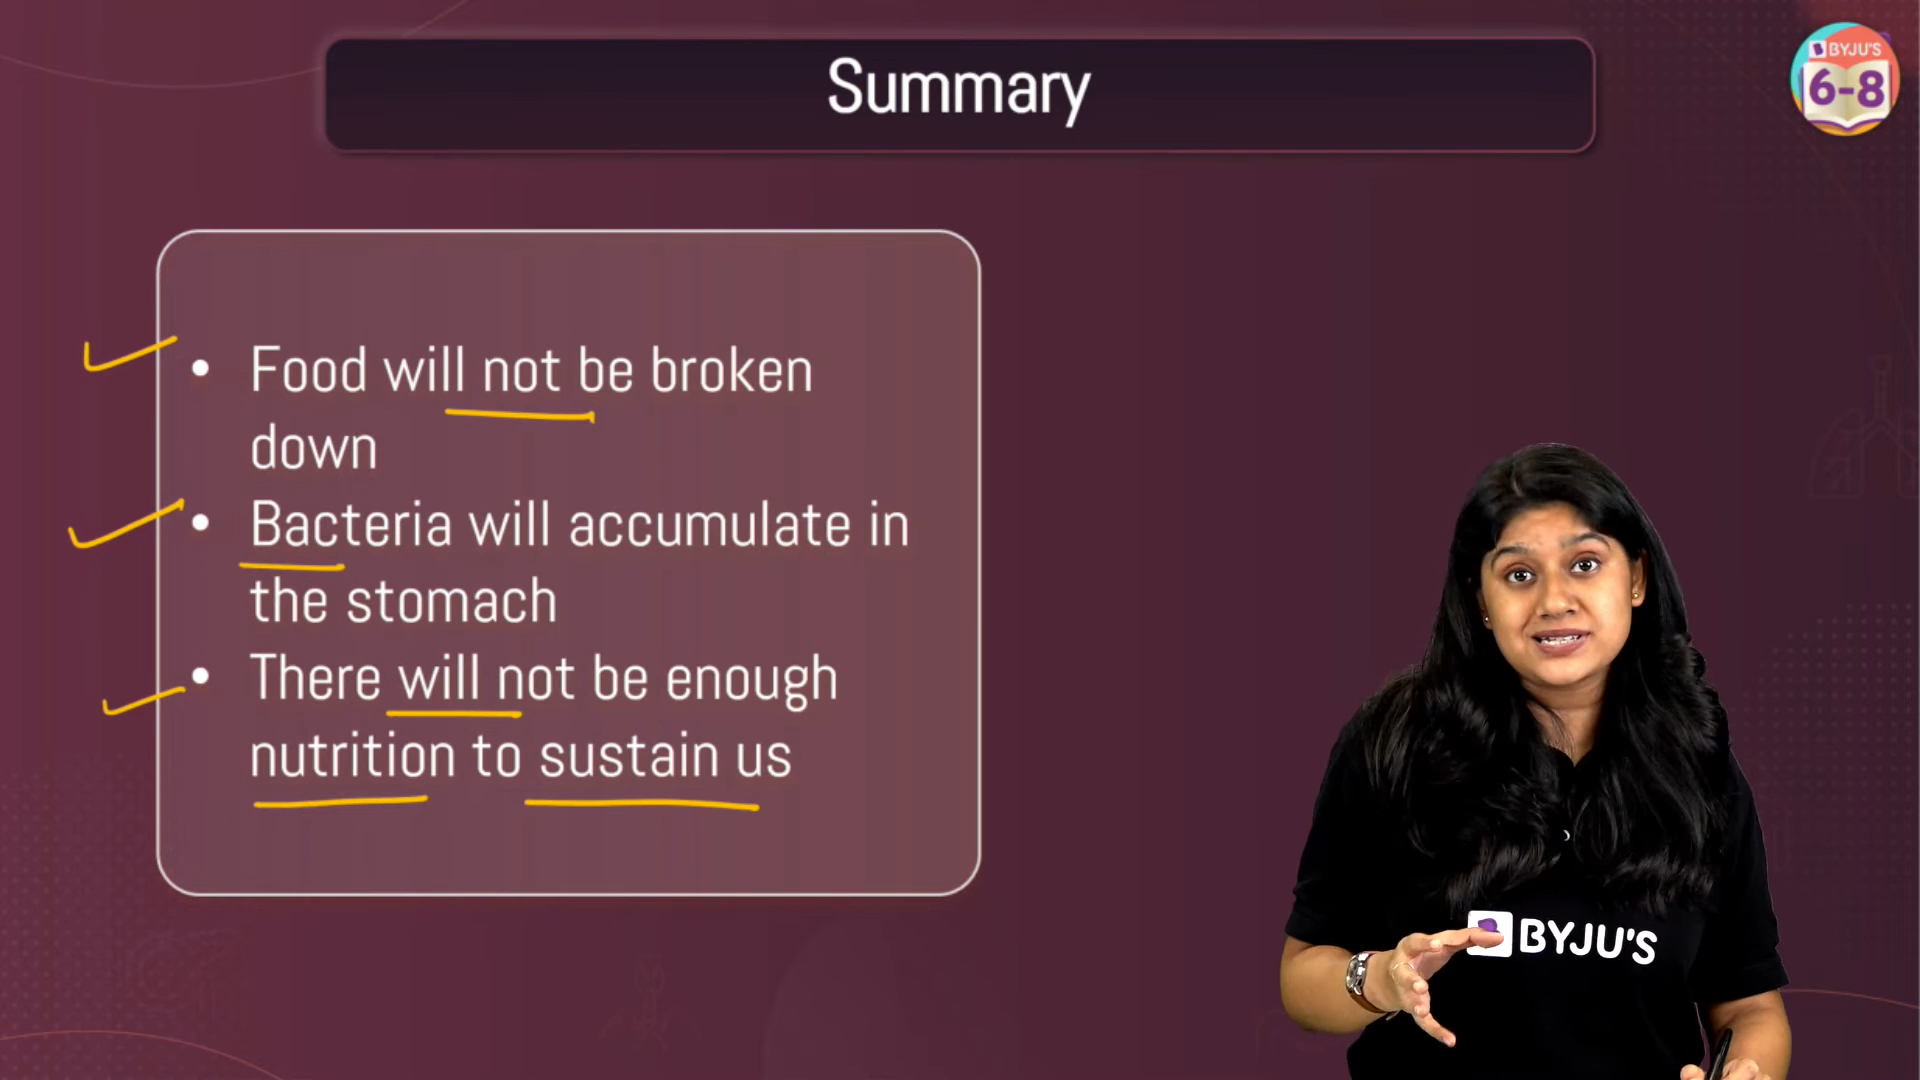 Summary
BYJU'S
6-8
• Food will not be broken
down
• Bacteria will accumulate in
the stomach
• There will not be enough
nutrition to sustain us
BYJU'S